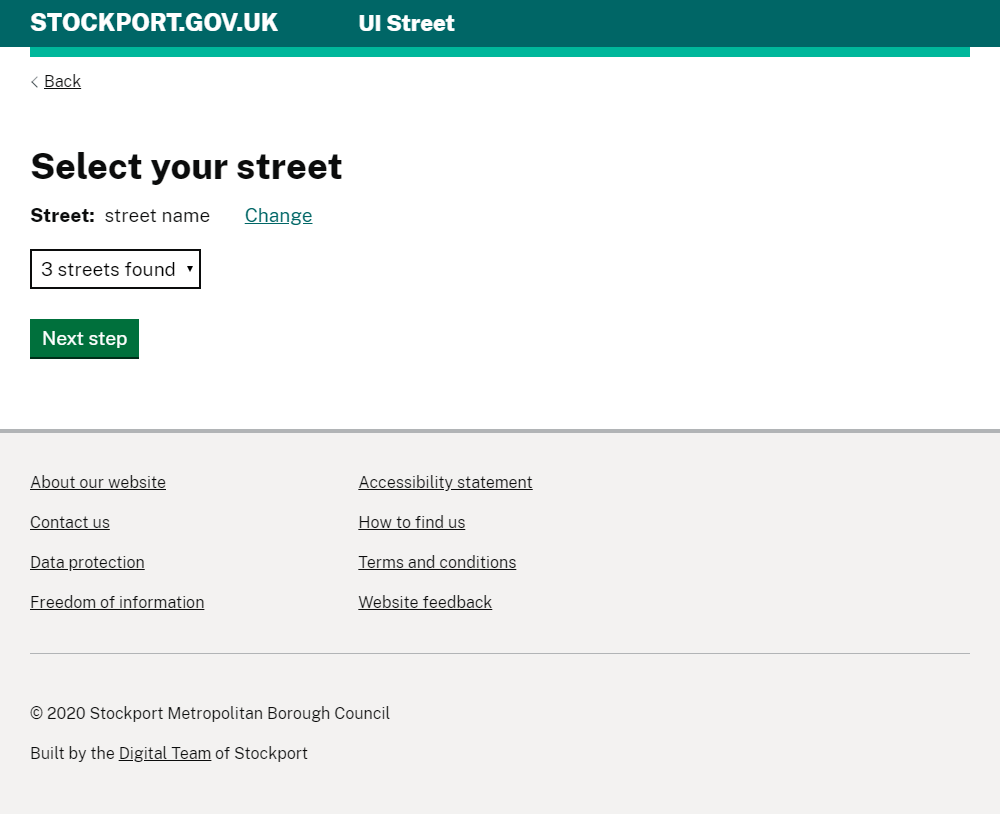 STOCKPORT.GOV.UK UI Street
Back
Select your street
Street: street name Change
3 streets found
Next step
About our website Accessibility statement
Contact us How to find us
Data protection Terms and conditions
Freedom of information Website feedback
© 2020 Stockport Metropolitan Borough Council
Built by the Digital Team of Stockport